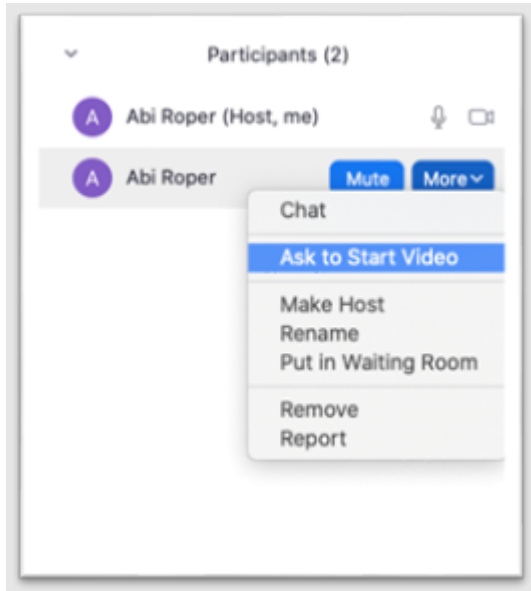 Participants (2)
A Abi Roper (Host, me)
A Abi Roper Mute More
Chat
Ask to Start Video
Make Host
Rename
Put in Waiting Room
Remove
Report